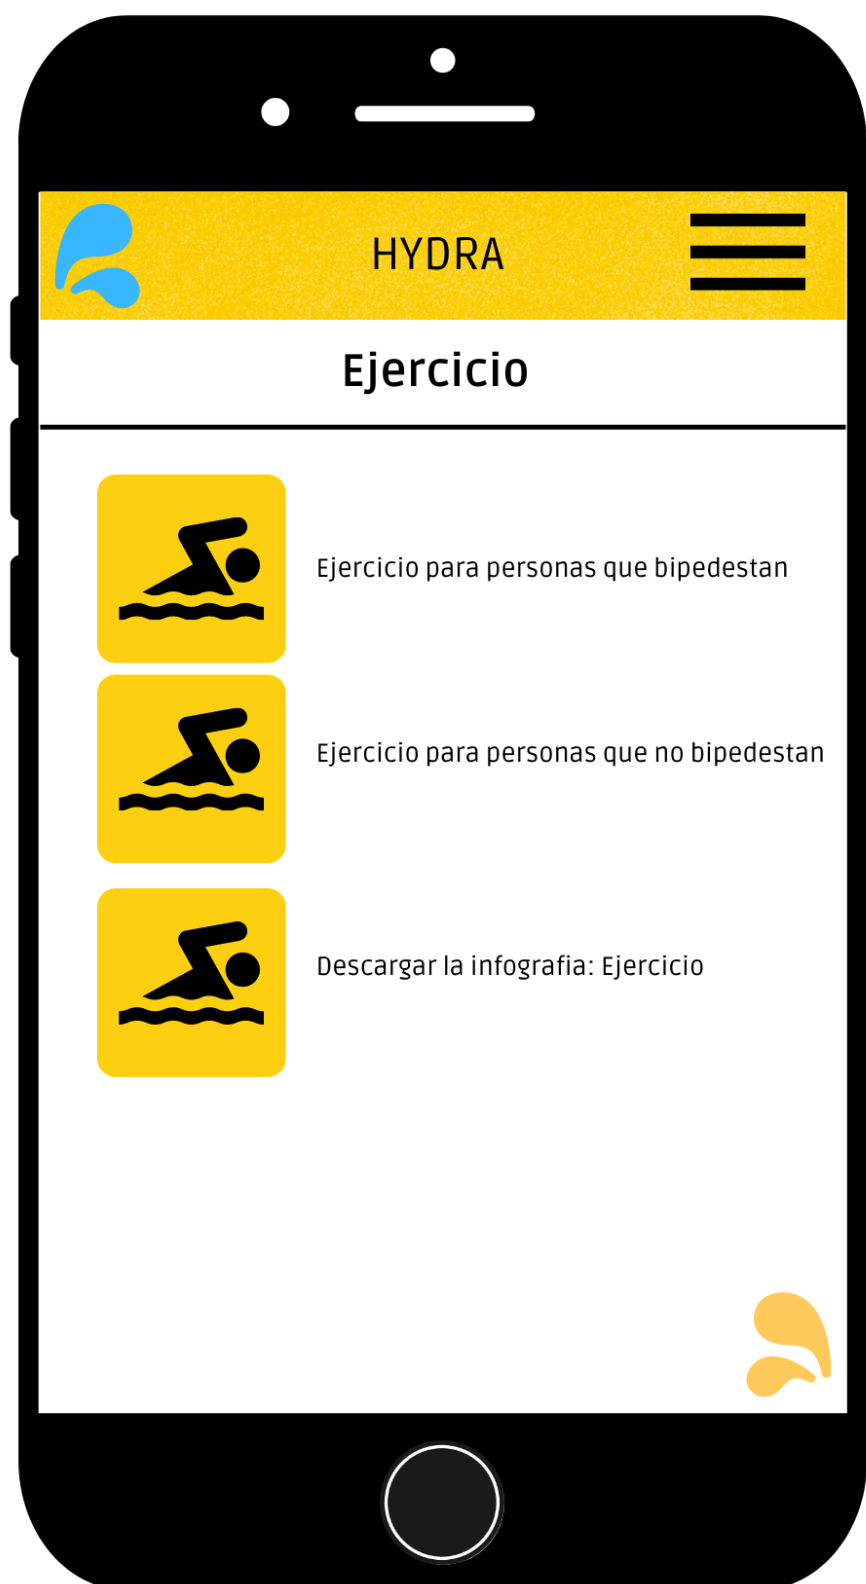 HYDRA
Ejercicio
Ejercicio para personas que bipedestan
Ejercicio para personas que no bipedestan
Descargar la infografia: Ejercicio